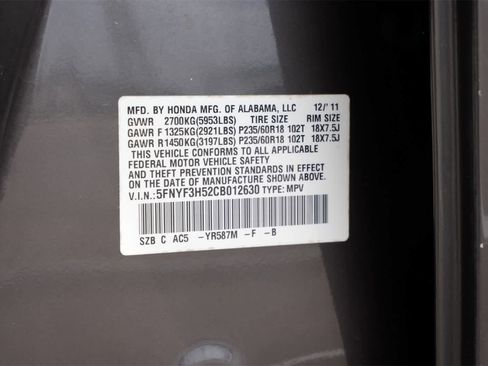 MFD. BY HONDA MFG. OF ALABAMA, LLC 12/'11
GVWR 2700KG(5953LBS) TIRE SIZE RIM SIZE
GAWR F 1325KG(2921LBS) P235/60R18 102T 18X7.5J
GAWR R1450KG(3197LBS) P235/60R18 102T 18X7.5J
THIS VEHICLE CONFORMS TO ALL APPLICABLE
FEDERAL MOTOR VEHICLE SAFETY
AND THEFT PREVENTION STANDARDS IN EFFECT
ON THE DATE OF MANUFACTURE SHOWN ABOVE.
V.I.N.: 5FNYF3H52CB012630 TYPE: MPV
SZB C AC5 -YR587M -F -B